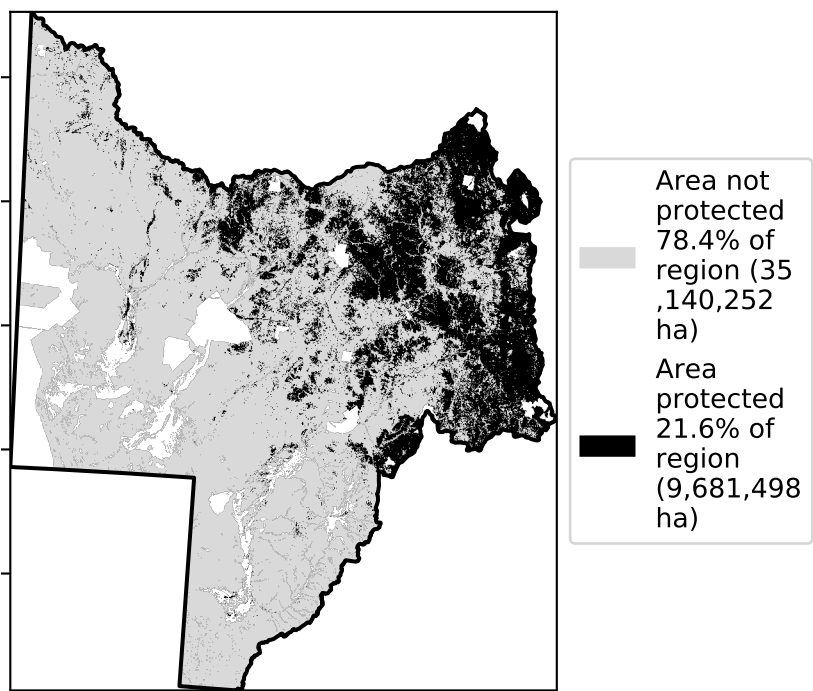 Area not
protected
78.4% of
region (35
,140,252
ha)
Area
protected
21.6% of
region
(9,681,498
ha)